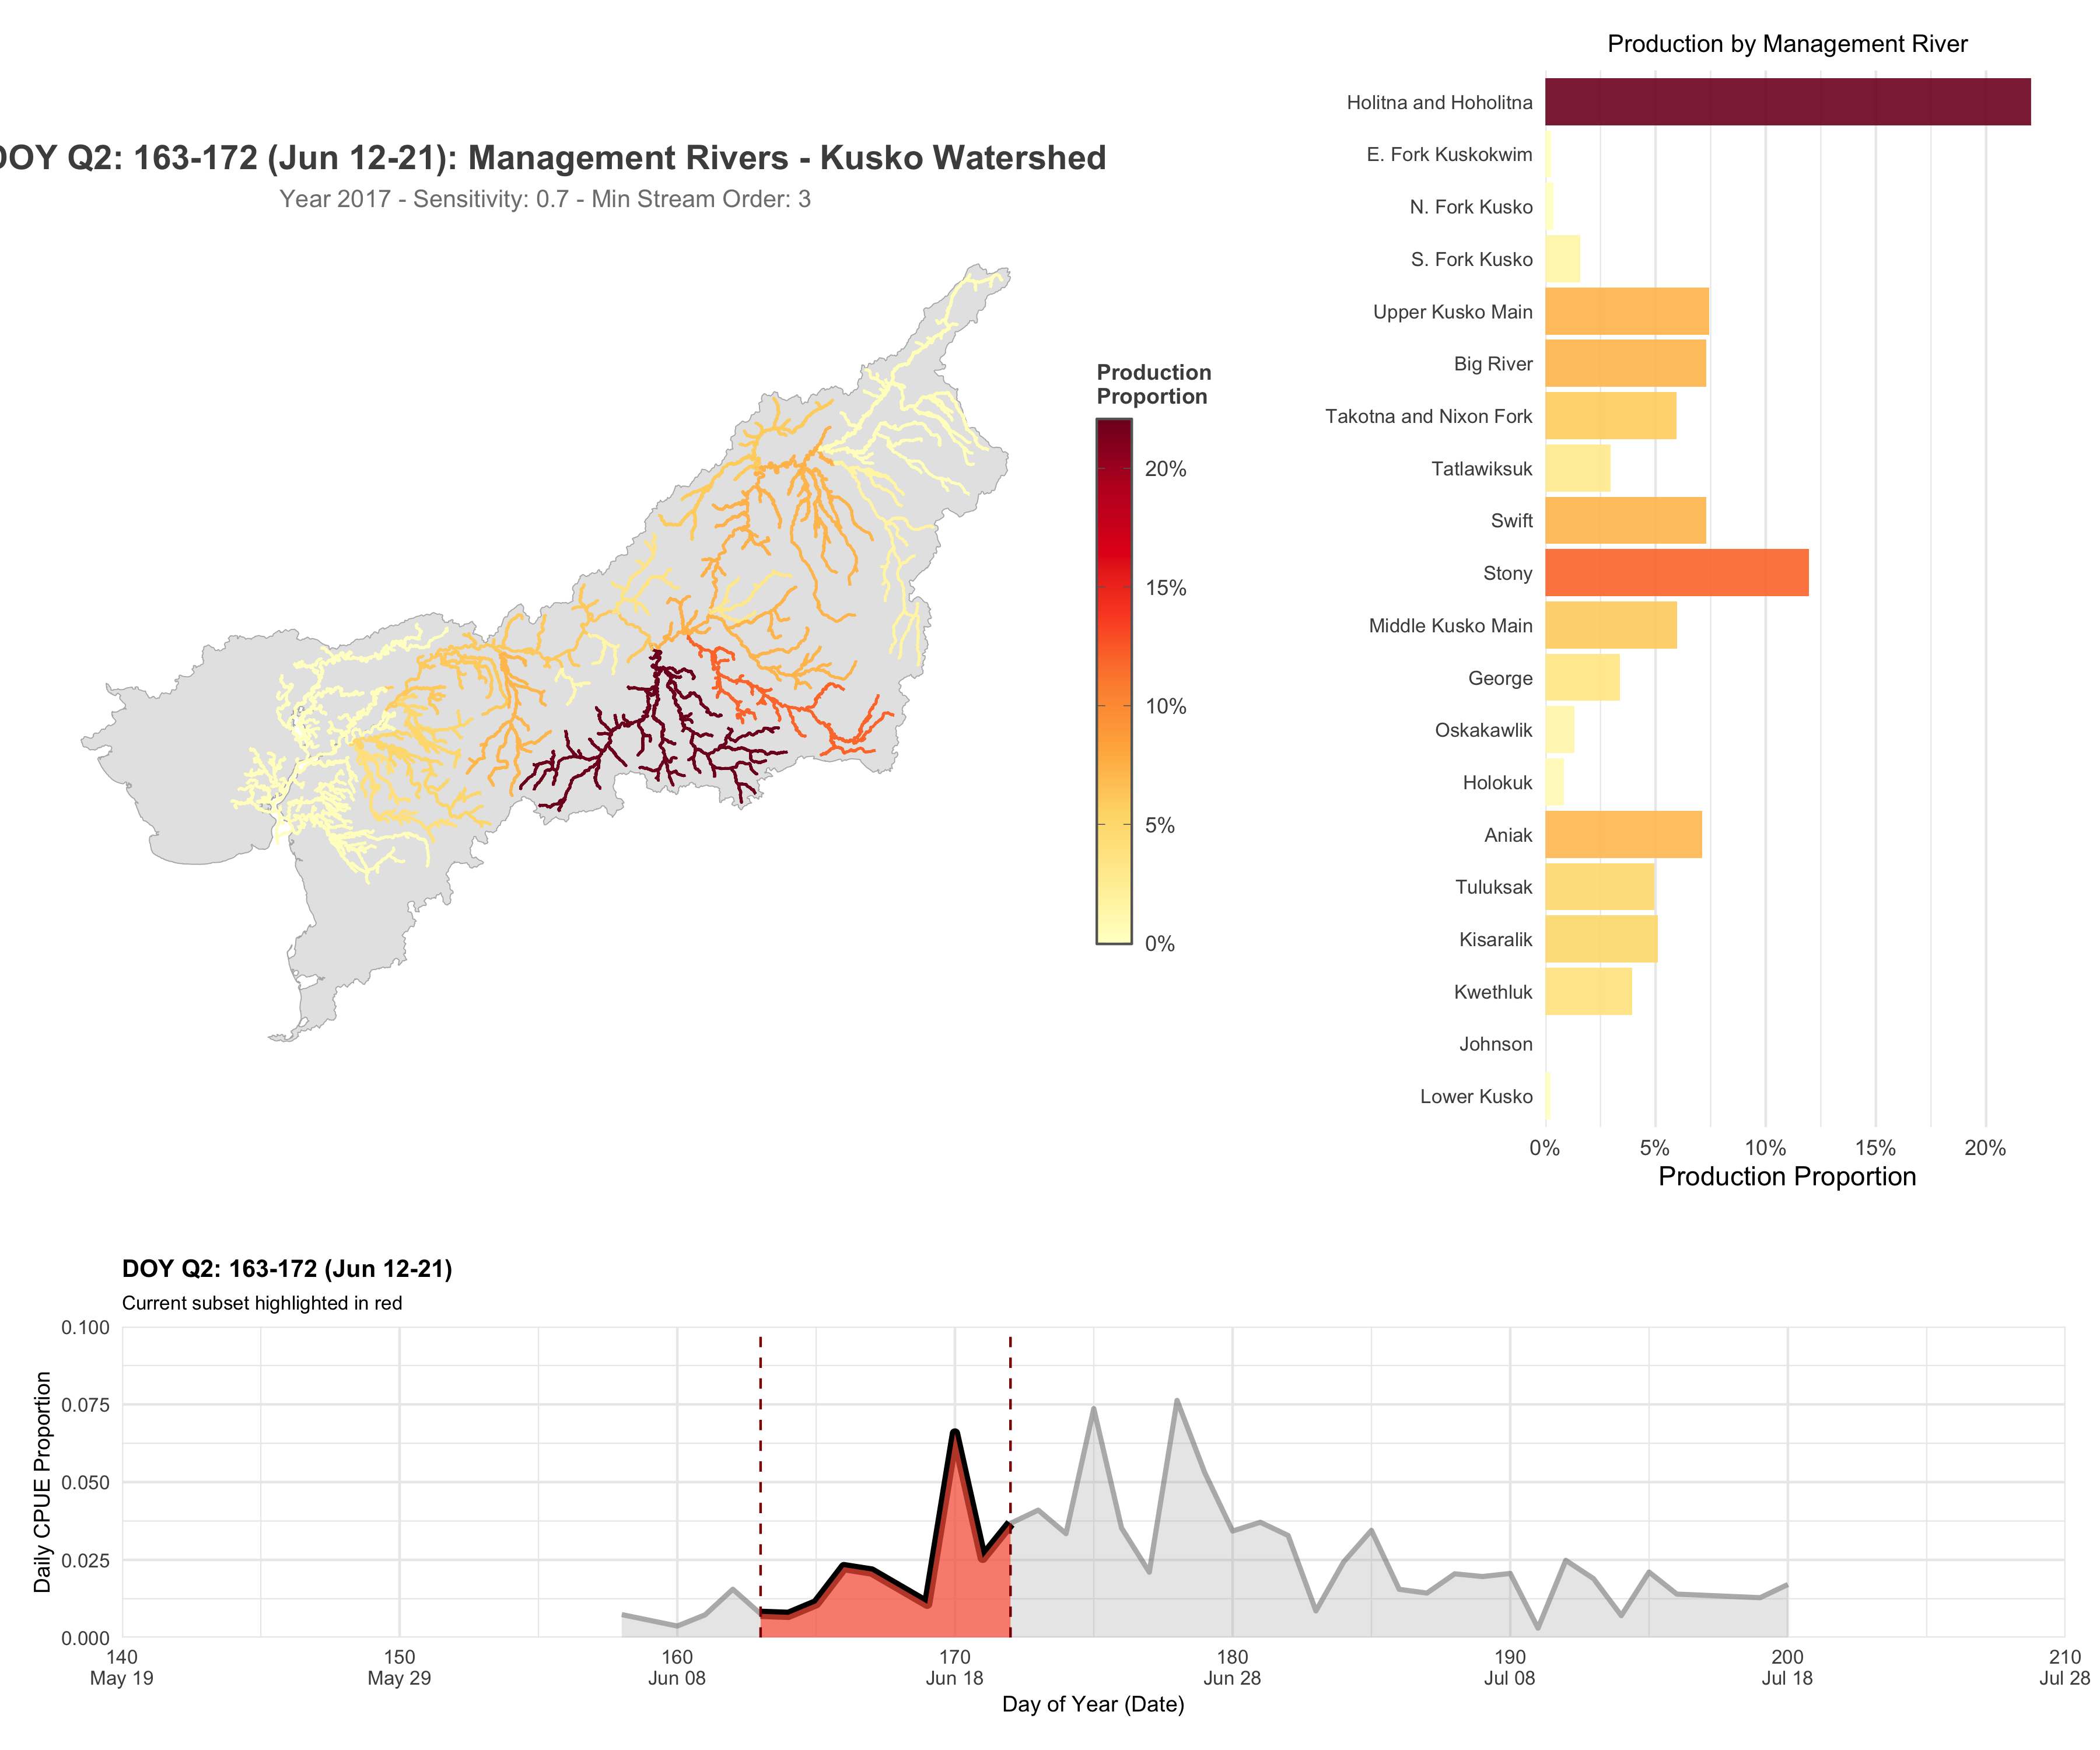 OY Q2: 163-172 (Jun 12-21): Management Rivers - Kusko Watershed
Year 2017 - Sensitivity: 0.7 - Min Stream Order: 3
Production
Proportion
20%
15%
10%
5%
0%
Production by Management River
Holitna and Hoholitna
E. Fork Kuskokwim
N. Fork Kusko
S. Fork Kusko
Upper Kusko Main
Big River
Takotna and Nixon Fork
Tatlawiksuk
Swift
Stony
Middle Kusko Main
George
Oskakawlik
Holokuk
Aniak
Tuluksak
Kisaralik
Kwethluk
Johnson
Lower Kusko
0% 5% 10% 15% 20%
Production Proportion
DOY Q2: 163-172 (Jun 12-21)
Current subset highlighted in red
Daily CPUE Proportion
0.100
0.075
0.050
0.025
0.000
140 150 160 170 180 190 200 210
May 19 May 29 Jun 08 Jun 18 Jun 28 Jul 08 Jul 18 Jul 28
Day of Year (Date)